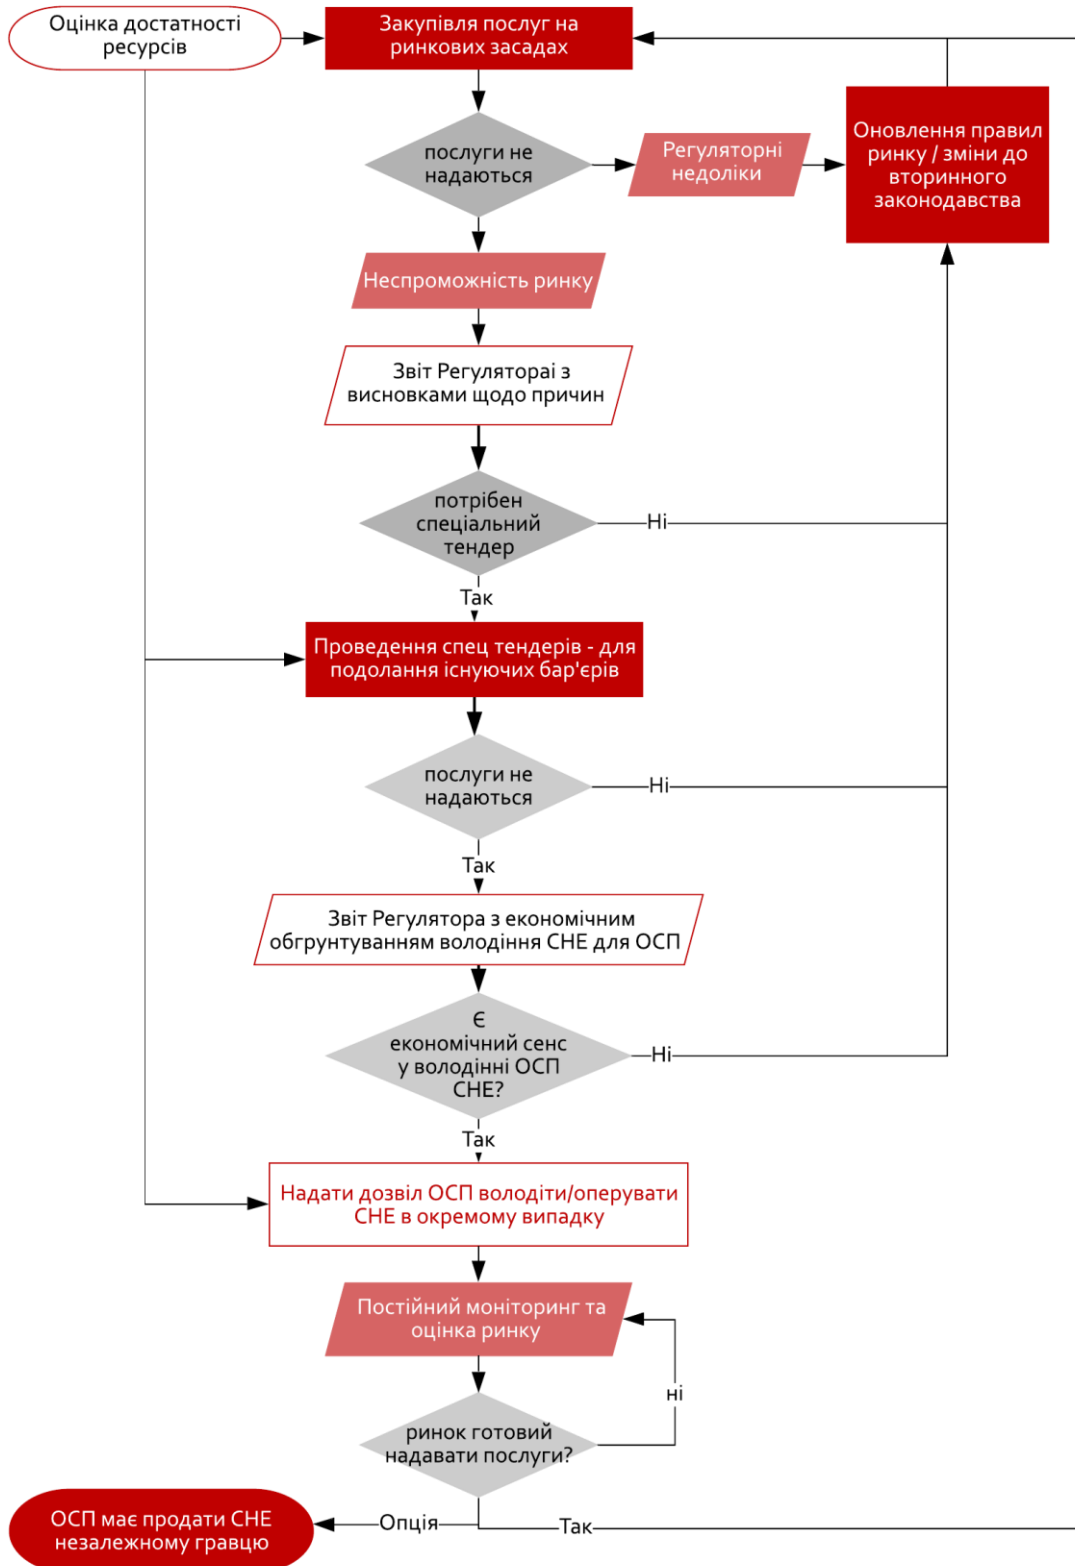 Оцінка достатності
ресурсів
Закупівля послуг на
ринкових засадах
послуги не
надаються
Регуляторні
недоліки
Оновлення правил
ринку / зміни до
вторинного
законодавства
Неспроможність ринку
Звіт Регулятораі з
висновками щодо причин
потрібен
спеціальний
тендер
Ні
Так
Проведення спец тендерів - для
подолання існуючих бар'єрів
послуги не
надаються
Ні
Так
Звіт Регулятора з економічним
обгрунтуванням володіння СНЕ для ОСП
Є
економічний сенс
у володінні ОСП
СНЕ?
Ні
Так
Надати дозвіл ОСП володіти/оперувати
СНЕ в окремому випадку
Постійний моніторинг та
оцінка ринку
ні
ринок готовий
надавати послуги?
ОСП має продати СНЕ
незалежному гравцю
Опція
Так